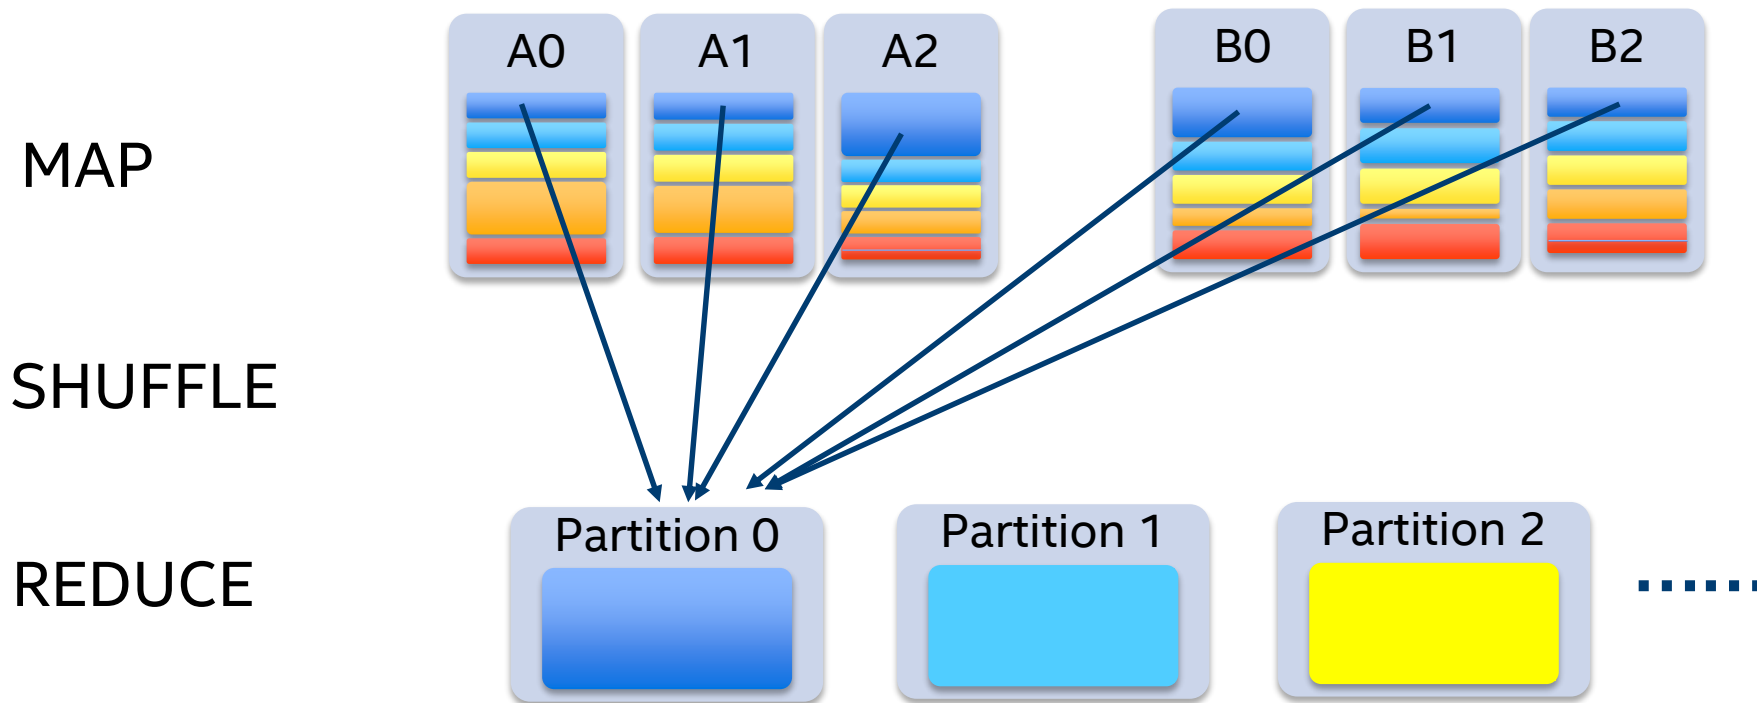 A0
A1
A2
B0
B1
B2
MAP
SHUFFLE
REDUCE
Partition 0
Partition 1
Partition 2